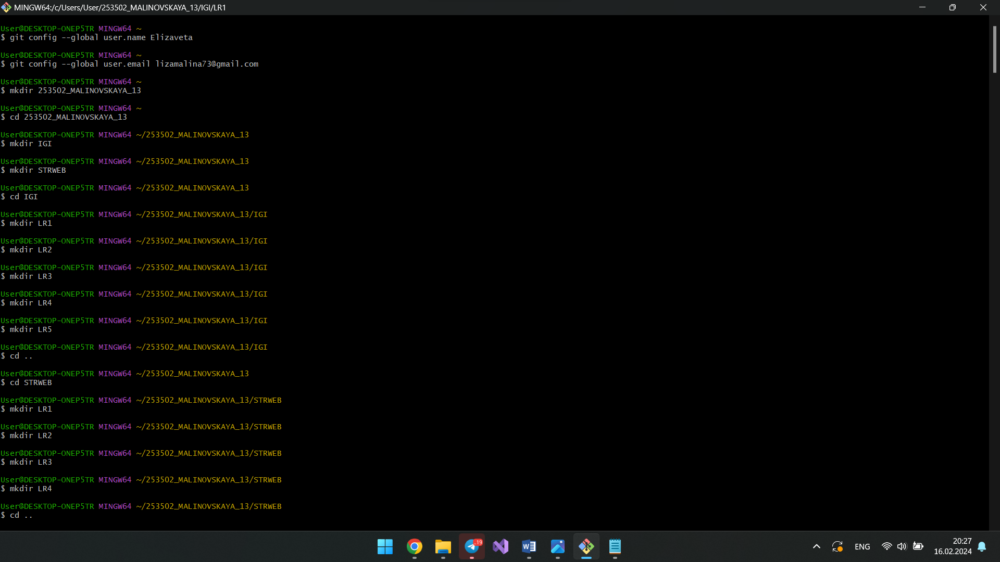 MINGW64:/c/Users/User/253502_MALINOVSKAYA_13/IGI/LR1
User@DESKTOP-ONEP5TR MINGW64 ~
$ git config --global user.name Elizaveta
User@DESKTOP-ONEP5TR MINGW64 ~
$ git config --global user.email lizamalina73@gmail.com
User@DESKTOP-ONEP5TR MINGW64 ~
$ mkdir 253502_MALINOVSKAYA_13
User@DESKTOP-ONEP5TR MINGW64 ~
$ cd 253502_MALINOVSKAYA_13
User@DESKTOP-ONEP5TR MINGW64 ~/253502_MALINOVSKAYA_13
$ mkdir IGI
User@DESKTOP-ONEP5TR MINGW64 ~/253502_MALINOVSKAYA_13
$ mkdir STRWEB
User@DESKTOP-ONEP5TR MINGW64 ~/253502_MALINOVSKAYA_13
$ cd IGI
User@DESKTOP-ONEP5TR MINGW64 ~/253502_MALINOVSKAYA_13/IGI
$ mkdir LR1
User@DESKTOP-ONEP5TR MINGW64 ~/253502_MALINOVSKAYA_13/IGI
$ mkdir LR2
User@DESKTOP-ONEP5TR MINGW64 ~/253502_MALINOVSKAYA_13/IGI
$ mkdir LR3
User@DESKTOP-ONEP5TR MINGW64 ~/253502_MALINOVSKAYA_13/IGI
$ mkdir LR4
User@DESKTOP-ONEP5TR MINGW64 ~/253502_MALINOVSKAYA_13/IGI
$ mkdir LR5
User@DESKTOP-ONEP5TR MINGW64 ~/253502_MALINOVSKAYA_13/IGI
$ cd ..
User@DESKTOP-ONEP5TR MINGW64 ~/253502_MALINOVSKAYA_13
$ cd STRWEB
User@DESKTOP-ONEP5TR MINGW64 ~/253502_MALINOVSKAYA_13/STRWEB
$ mkdir LR1
User@DESKTOP-ONEP5TR MINGW64 ~/253502_MALINOVSKAYA_13/STRWEB
$ mkdir LR2
User@DESKTOP-ONEP5TR MINGW64 ~/253502_MALINOVSKAYA_13/STRWEB
$ mkdir LR3
User@DESKTOP-ONEP5TR MINGW64 ~/253502_MALINOVSKAYA_13/STRWEB
$ mkdir LR4
User@DESKTOP-ONEP5TR MINGW64 ~/253502_MALINOVSKAYA_13/STRWEB
$ cd ..
..19
W
ENG
20:27
16.02.2024